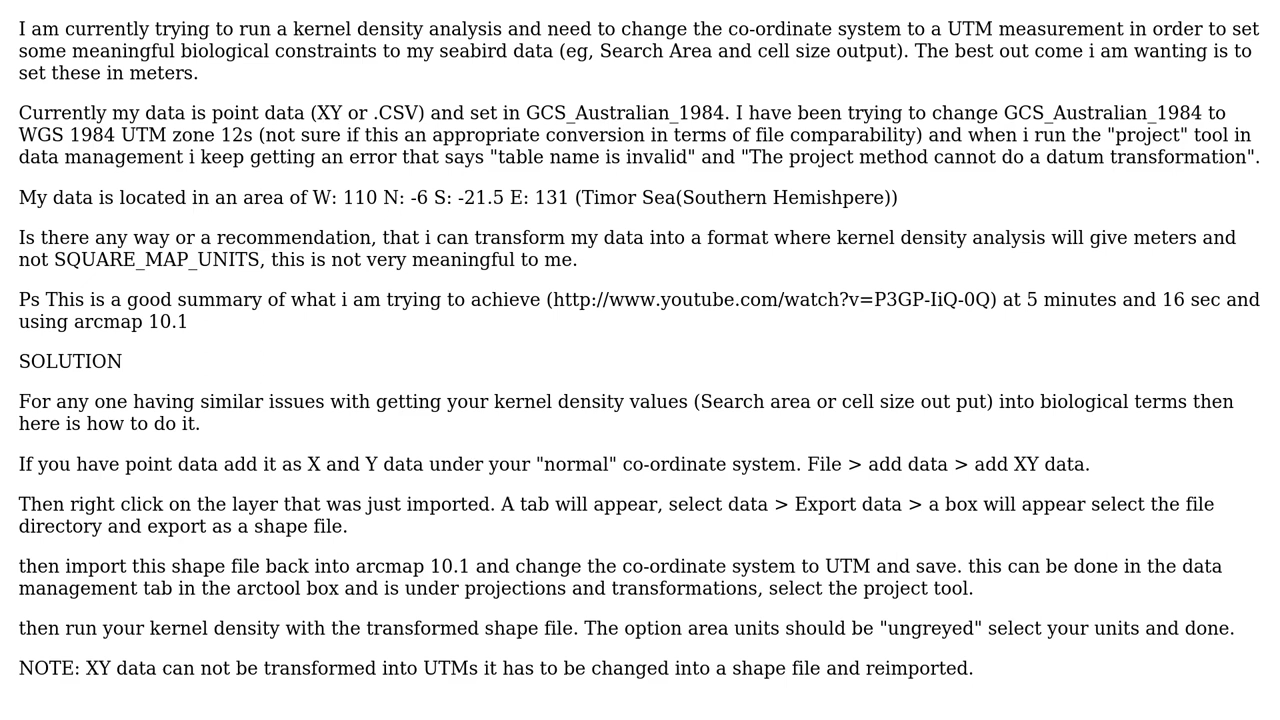 I am currently trying to run a kernel density analysis and need to change the co-ordinate system to a UTM measurement in order to set
some meaningful biological constraints to my seabird data (eg, Search Area and cell size output). The best out come i am wanting is to
set these in meters.
Currently my data is point data (XY or .CSV) and set in GCS_Australian_1984. I have been trying to change GCS_Australian_1984 to
WGS 1984 UTM zone 12s (not sure if this an appropriate conversion in terms of file comparability) and when i run the "project" tool in
data management i keep getting an error that says "table name is invalid" and "The project method cannot do a datum transformation".
My data is located in an area of W: 110 N: -6 S: -21.5 E: 131 (Timor Sea(Southern Hemishpere))
Is there any way or a recommendation, that i can transform my data into a format where kernel density analysis will give meters and
not SQUARE_MAP_UNITS, this is not very meaningful to me.
Ps This is a good summary of what i am trying to achieve (http://www.youtube.com/watch?v=P3GP-IiQ-0Q) at 5 minutes and 16 sec and
using arcmap 10.1
SOLUTION
For any one having similar issues with getting your kernel density values (Search area or cell size out put) into biological terms then
here is how to do it.
If you have point data add it as X and Y data under your "normal" co-ordinate system. File > add data > add XY data.
Then right click on the layer that was just imported. A tab will appear, select data > Export data > a box will appear select the file
directory and export as a shape file.
then import this shape file back into arcmap 10.1 and change the co-ordinate system to UTM and save. this can be done in the data
management tab in the arctool box and is under projections and transformations, select the project tool.
then run your kernel density with the transformed shape file. The option area units should be "ungreyed" select your units and done.
NOTE: XY data can not be transformed into UTMs it has to be changed into a shape file and reimported.